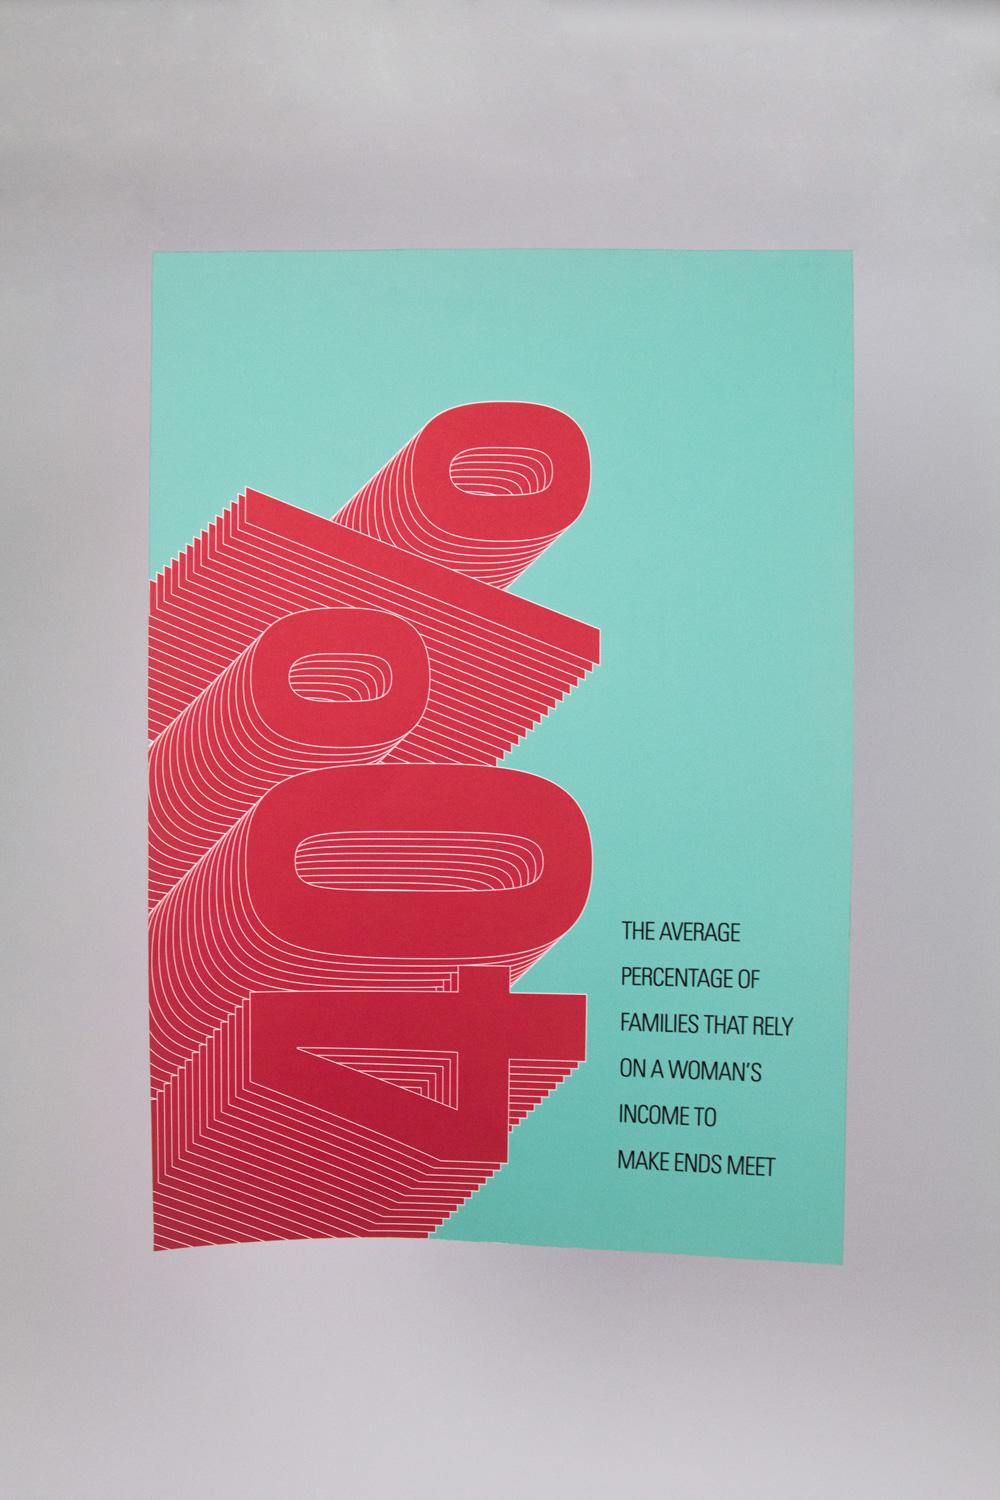 40%
THE AVERAGE
PERCENTAGE OF
FAMILIES THAT RELY
ON A WOMAN'S
INCOME TO
MAKE ENDS MEET